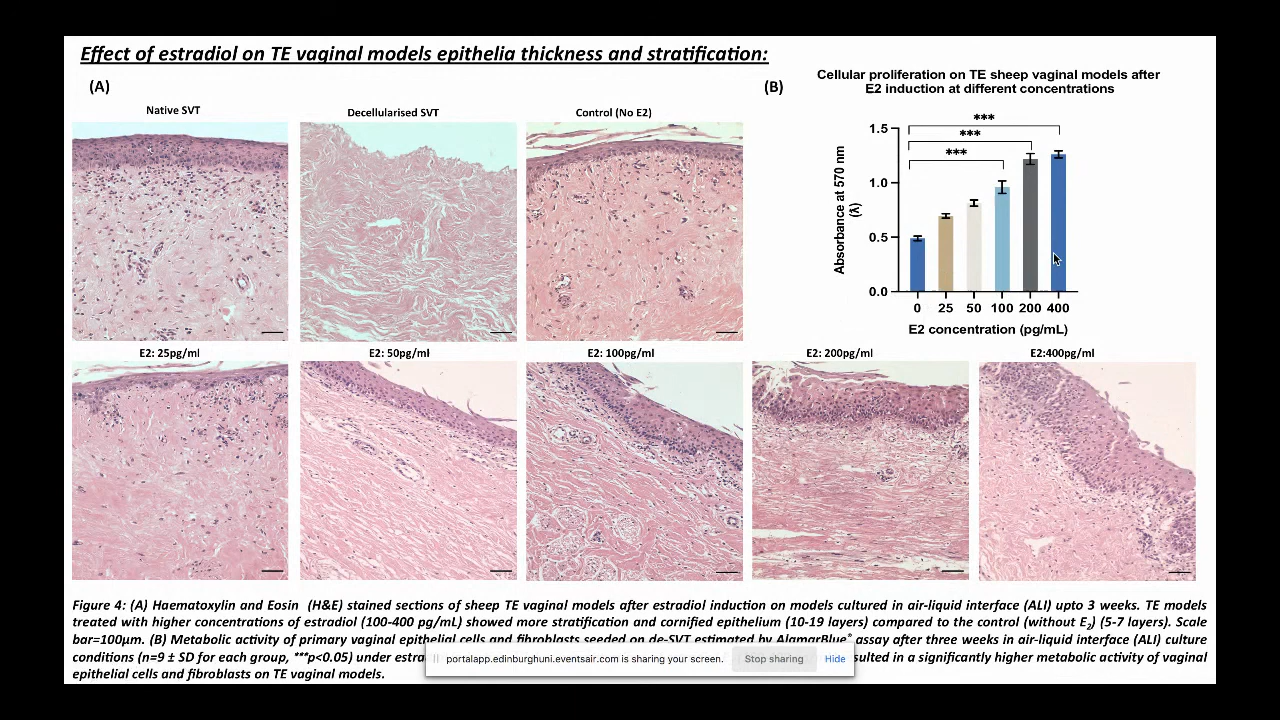 Effect of estradiol on TE vaginal models epithelia thickness and stratification:
(A)
Native SVT
Decellularised SVT
Control (No E2)
E2: 25pg/ml
E2: 50pg/ml
E2: 100pg/ml
E2: 200pg/ml
E2:400pg/ml
(B)
Cellular proliferation on TE sheep vaginal models after
E2 induction at different concentrations
Absorbance at 570 nm
(λ)
1.5
1.0
0.5
0.0
***
***
***
0 25 50 100 200 400
E2 concentration (pg/mL)
Figure 4: (A) Haematoxylin and Eosin (H&E) stained sections of sheep TE vaginal models after estradiol induction on models cultured in air-liquid interface (ALI) upto 3 weeks. TE models
treated with higher concentrations of estradiol (100-400 pg/mL) showed more stratification and cornified epithelium (10-19 layers) compared to the control (without E2) (5-7 layers). Scale
bar=100µm. (B) Metabolic activity of primary vaginal epithelial cells and fibroblasts seeded on de-SVT estimated by AlamarBlue® assay after three weeks in air-liquid interface (ALI) culture
conditions (n=9 ± SD for each group, ***p<0.05) under estra sulted in a significantly higher metabolic activity of vaginal
epithelial cells and fibroblasts on TE vaginal models.
portalapp.edinburghuni.eventsair.com is sharing your screen. Stop sharing Hide